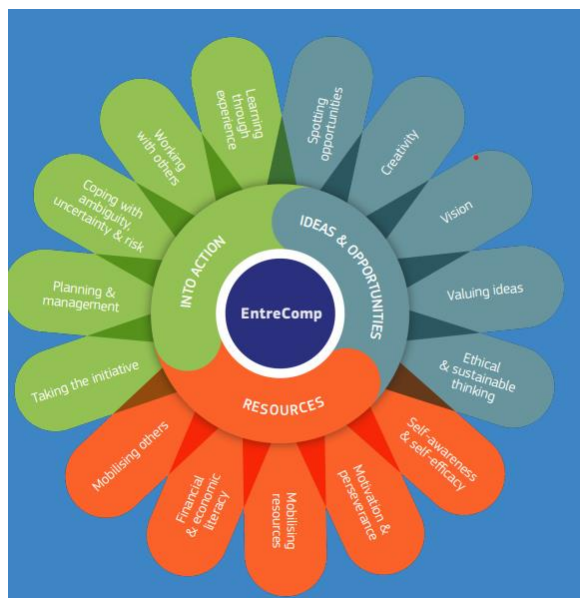 EntreComp
IDEAS & OPPORTUNITIES
Spotting
opportunities
Creativity
Vision
Valuing ideas
Ethical
& sustainable
thinking
RESOURCES
Self-awareness
& self-efficacy
Motivation &
perseverance
Mobilising
resources
Financial
& economic
literacy
Mobilising others
INTO ACTION
Taking the initiative
Planning &
management
Coping with
ambiguity,
uncertainty & risk
Working
with others
Learning
through
experience